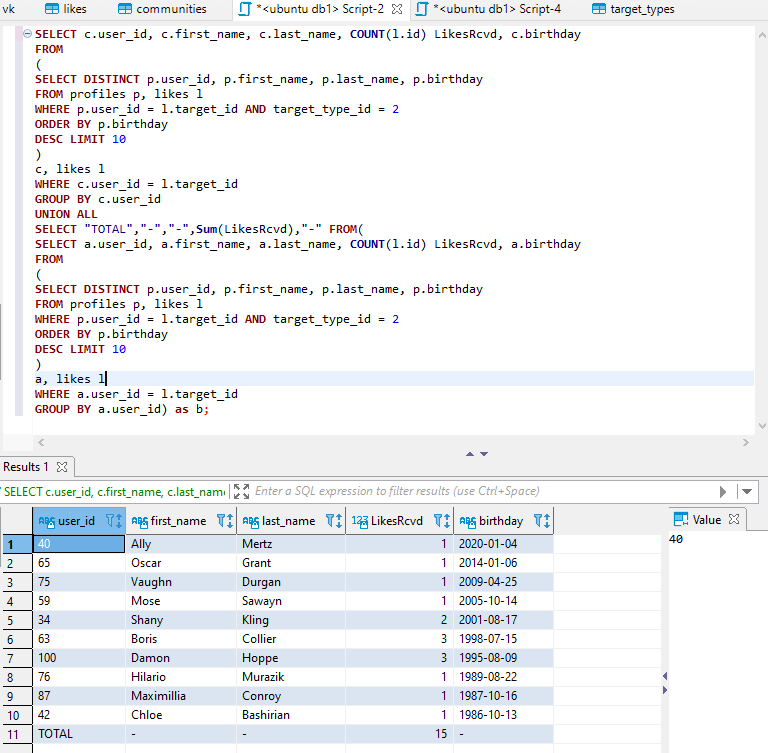 vk likes communities *<ubuntu db1> Script-2 *<ubuntu db1> Script-4 target_types
SELECT c.user_id, c.first_name, c.last_name, COUNT(l.id) LikesRcvd, c.birthday
FROM
(
SELECT DISTINCT p.user_id, p.first_name, p.last_name, p.birthday
FROM profiles p, likes l
WHERE p.user_id = l.target_id AND target_type_id = 2
ORDER BY p.birthday
DESC LIMIT 10
)
c, likes l
WHERE c.user_id = l.target_id
GROUP BY c.user_id
UNION ALL
SELECT "TOTAL","-","-",Sum(LikesRcvd),"-" FROM(
SELECT a.user_id, a.first_name, a.last_name, COUNT(l.id) LikesRcvd, a.birthday
FROM
(
SELECT DISTINCT p.user_id, p.first_name, p.last_name, p.birthday
FROM profiles p, likes l
WHERE p.user_id = l.target_id AND target_type_id = 2
ORDER BY p.birthday
DESC LIMIT 10
)
a, likes l
WHERE a.user_id = l.target_id
GROUP BY a.user_id) as b;
Results 1
SELECT c.user_id, c.first_name, c.last_name Enter a SQL expression to filter results (use Ctrl+Space)
ABC user_id ABC first_name ABC last_name 123 LikesRcvd ABC birthday Value
1 40 Ally Mertz 1 2020-01-04 40
2 65 Oscar Grant 1 2014-01-06
3 75 Vaughn Durgan 1 2009-04-25
4 59 Mose Sawayn 1 2005-10-14
5 34 Shany Kling 2 2001-08-17
6 63 Boris Collier 3 1998-07-15
7 100 Damon Hoppe 3 1995-08-09
8 76 Hilario Murazik 1 1989-08-22
9 87 Maximillia Conroy 1 1987-10-16
10 42 Chloe Bashirian 1 1986-10-13
11 TOTAL - - 15 -